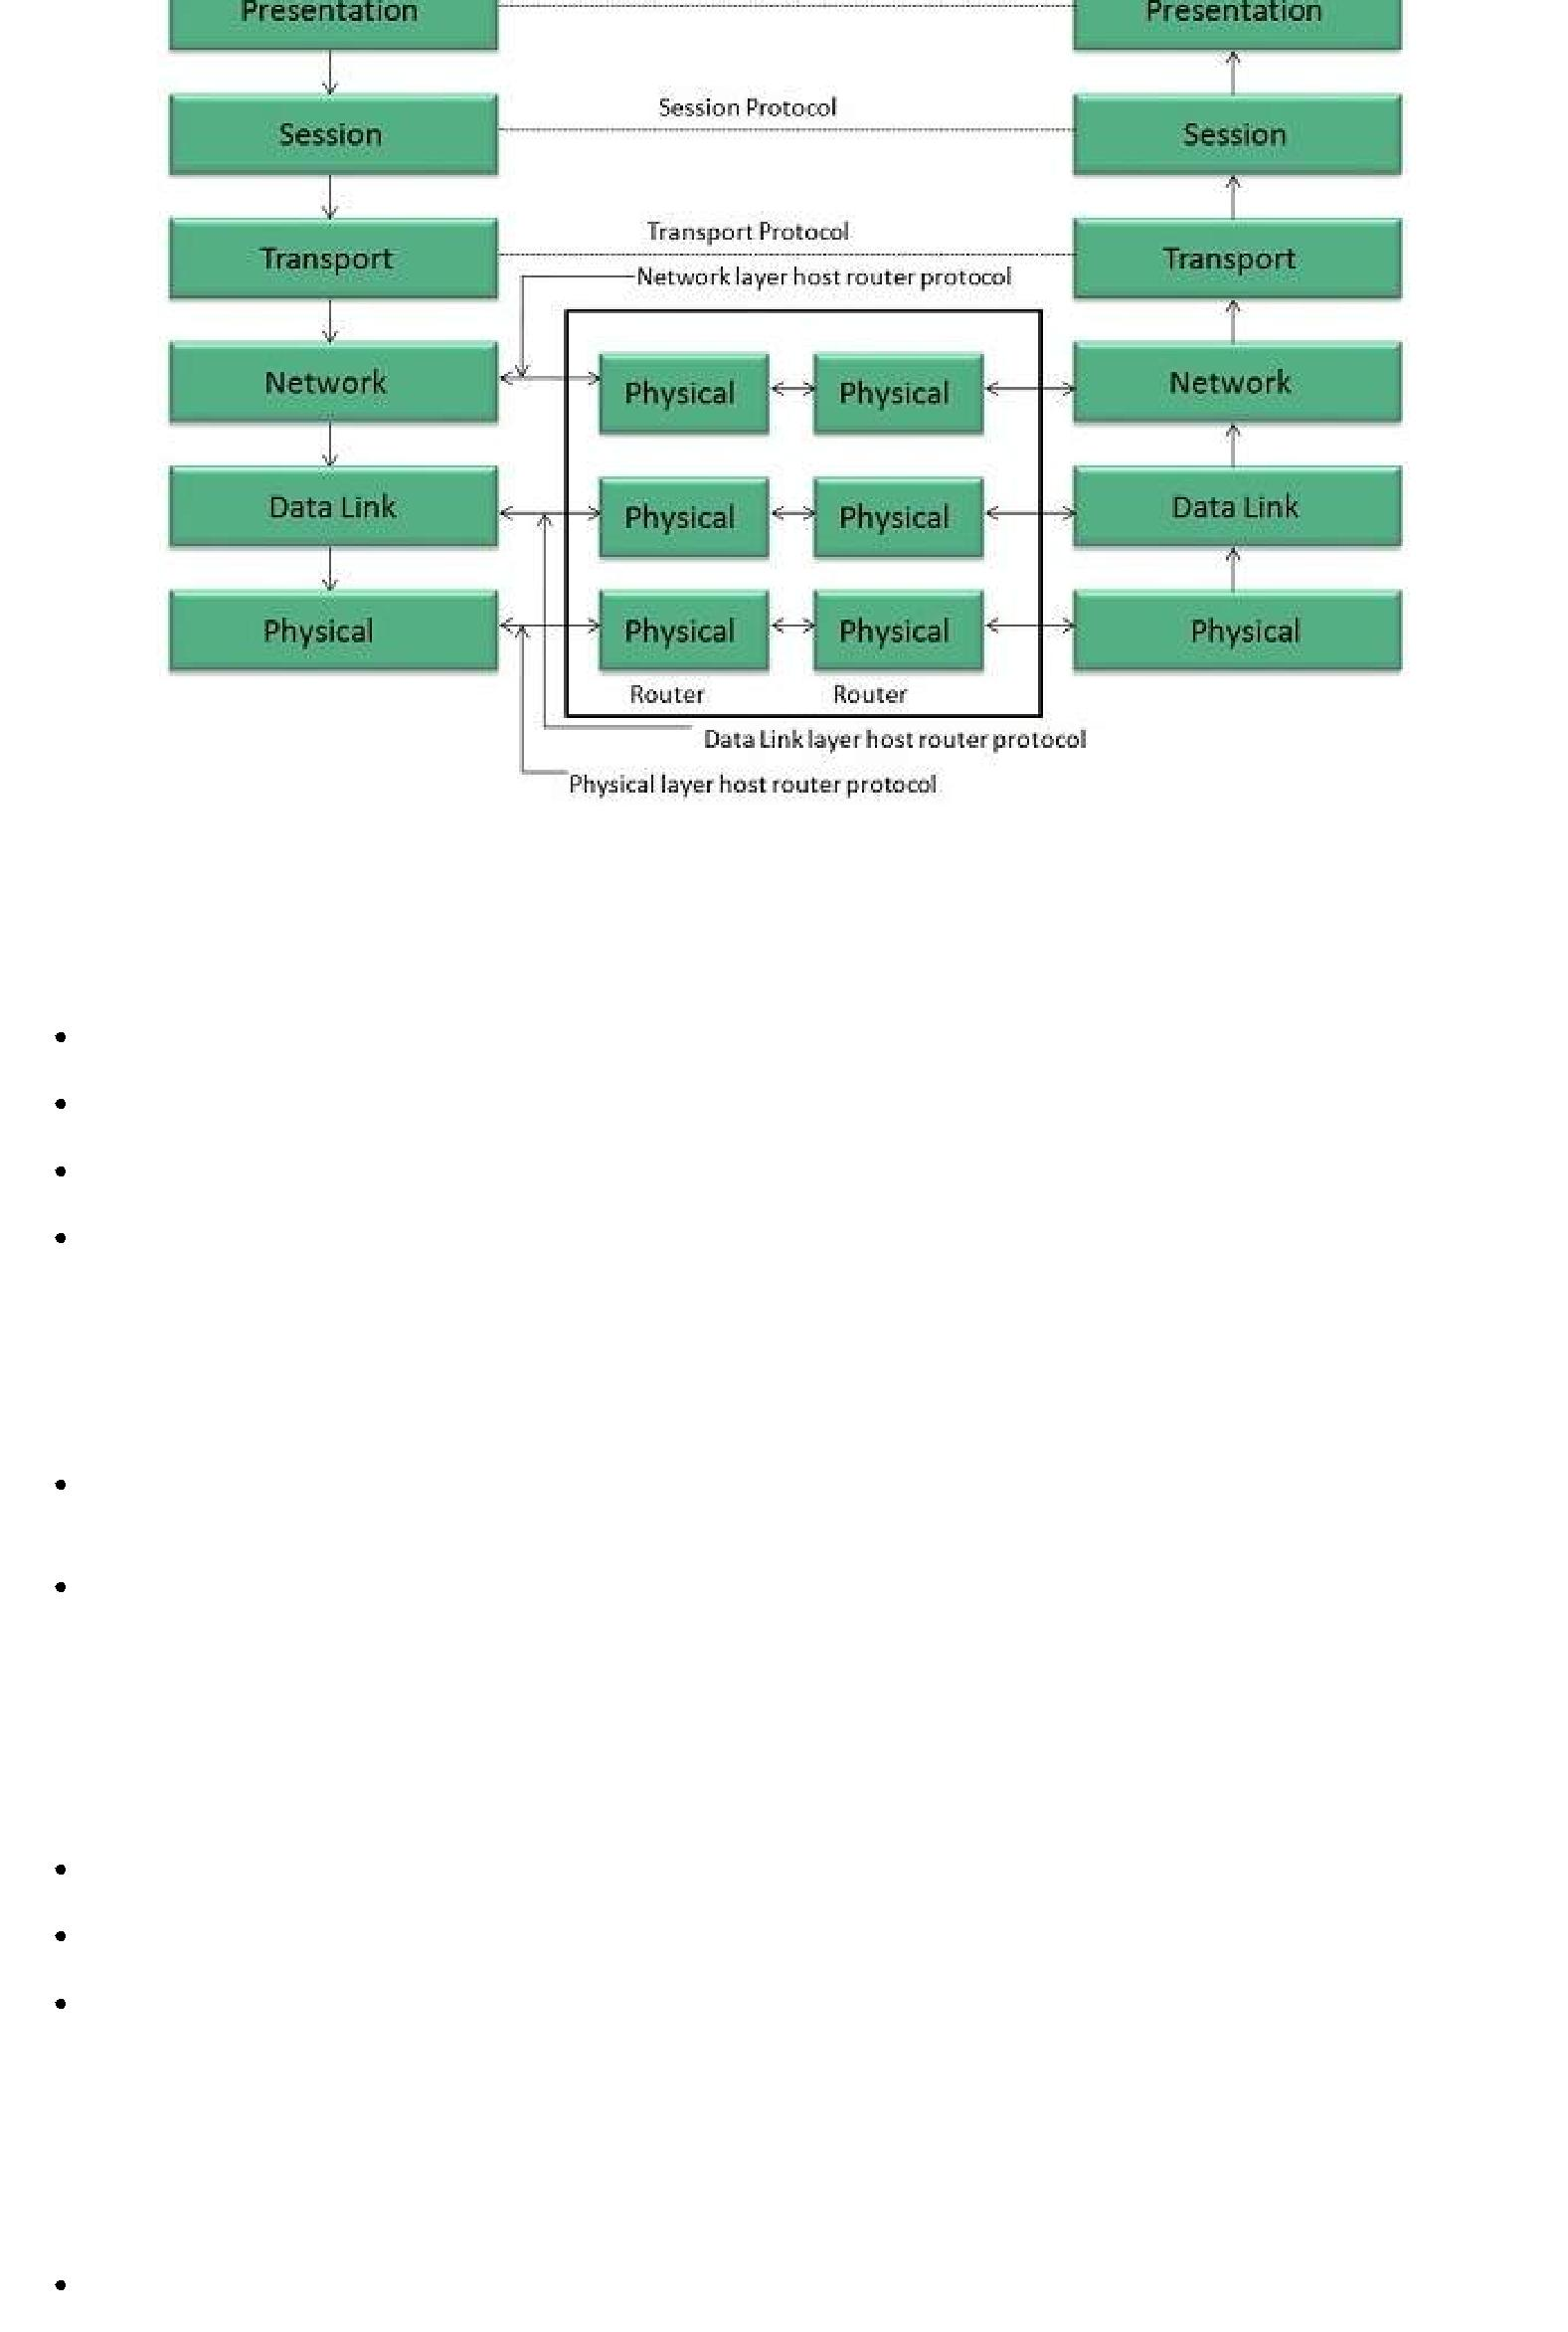 Presentation Presentation
Session Protocol
Session Session
Transport Protocol
Transport Transport
Network layer host router protocol
Network Physical Physical Network
Data Link Physical Physical Data Link
Physical Physical Physical Physical
Router Router
Data Link layer host router protocol
Physical layer host router protocol
•
•
•
•
•
•
•
•
•
•